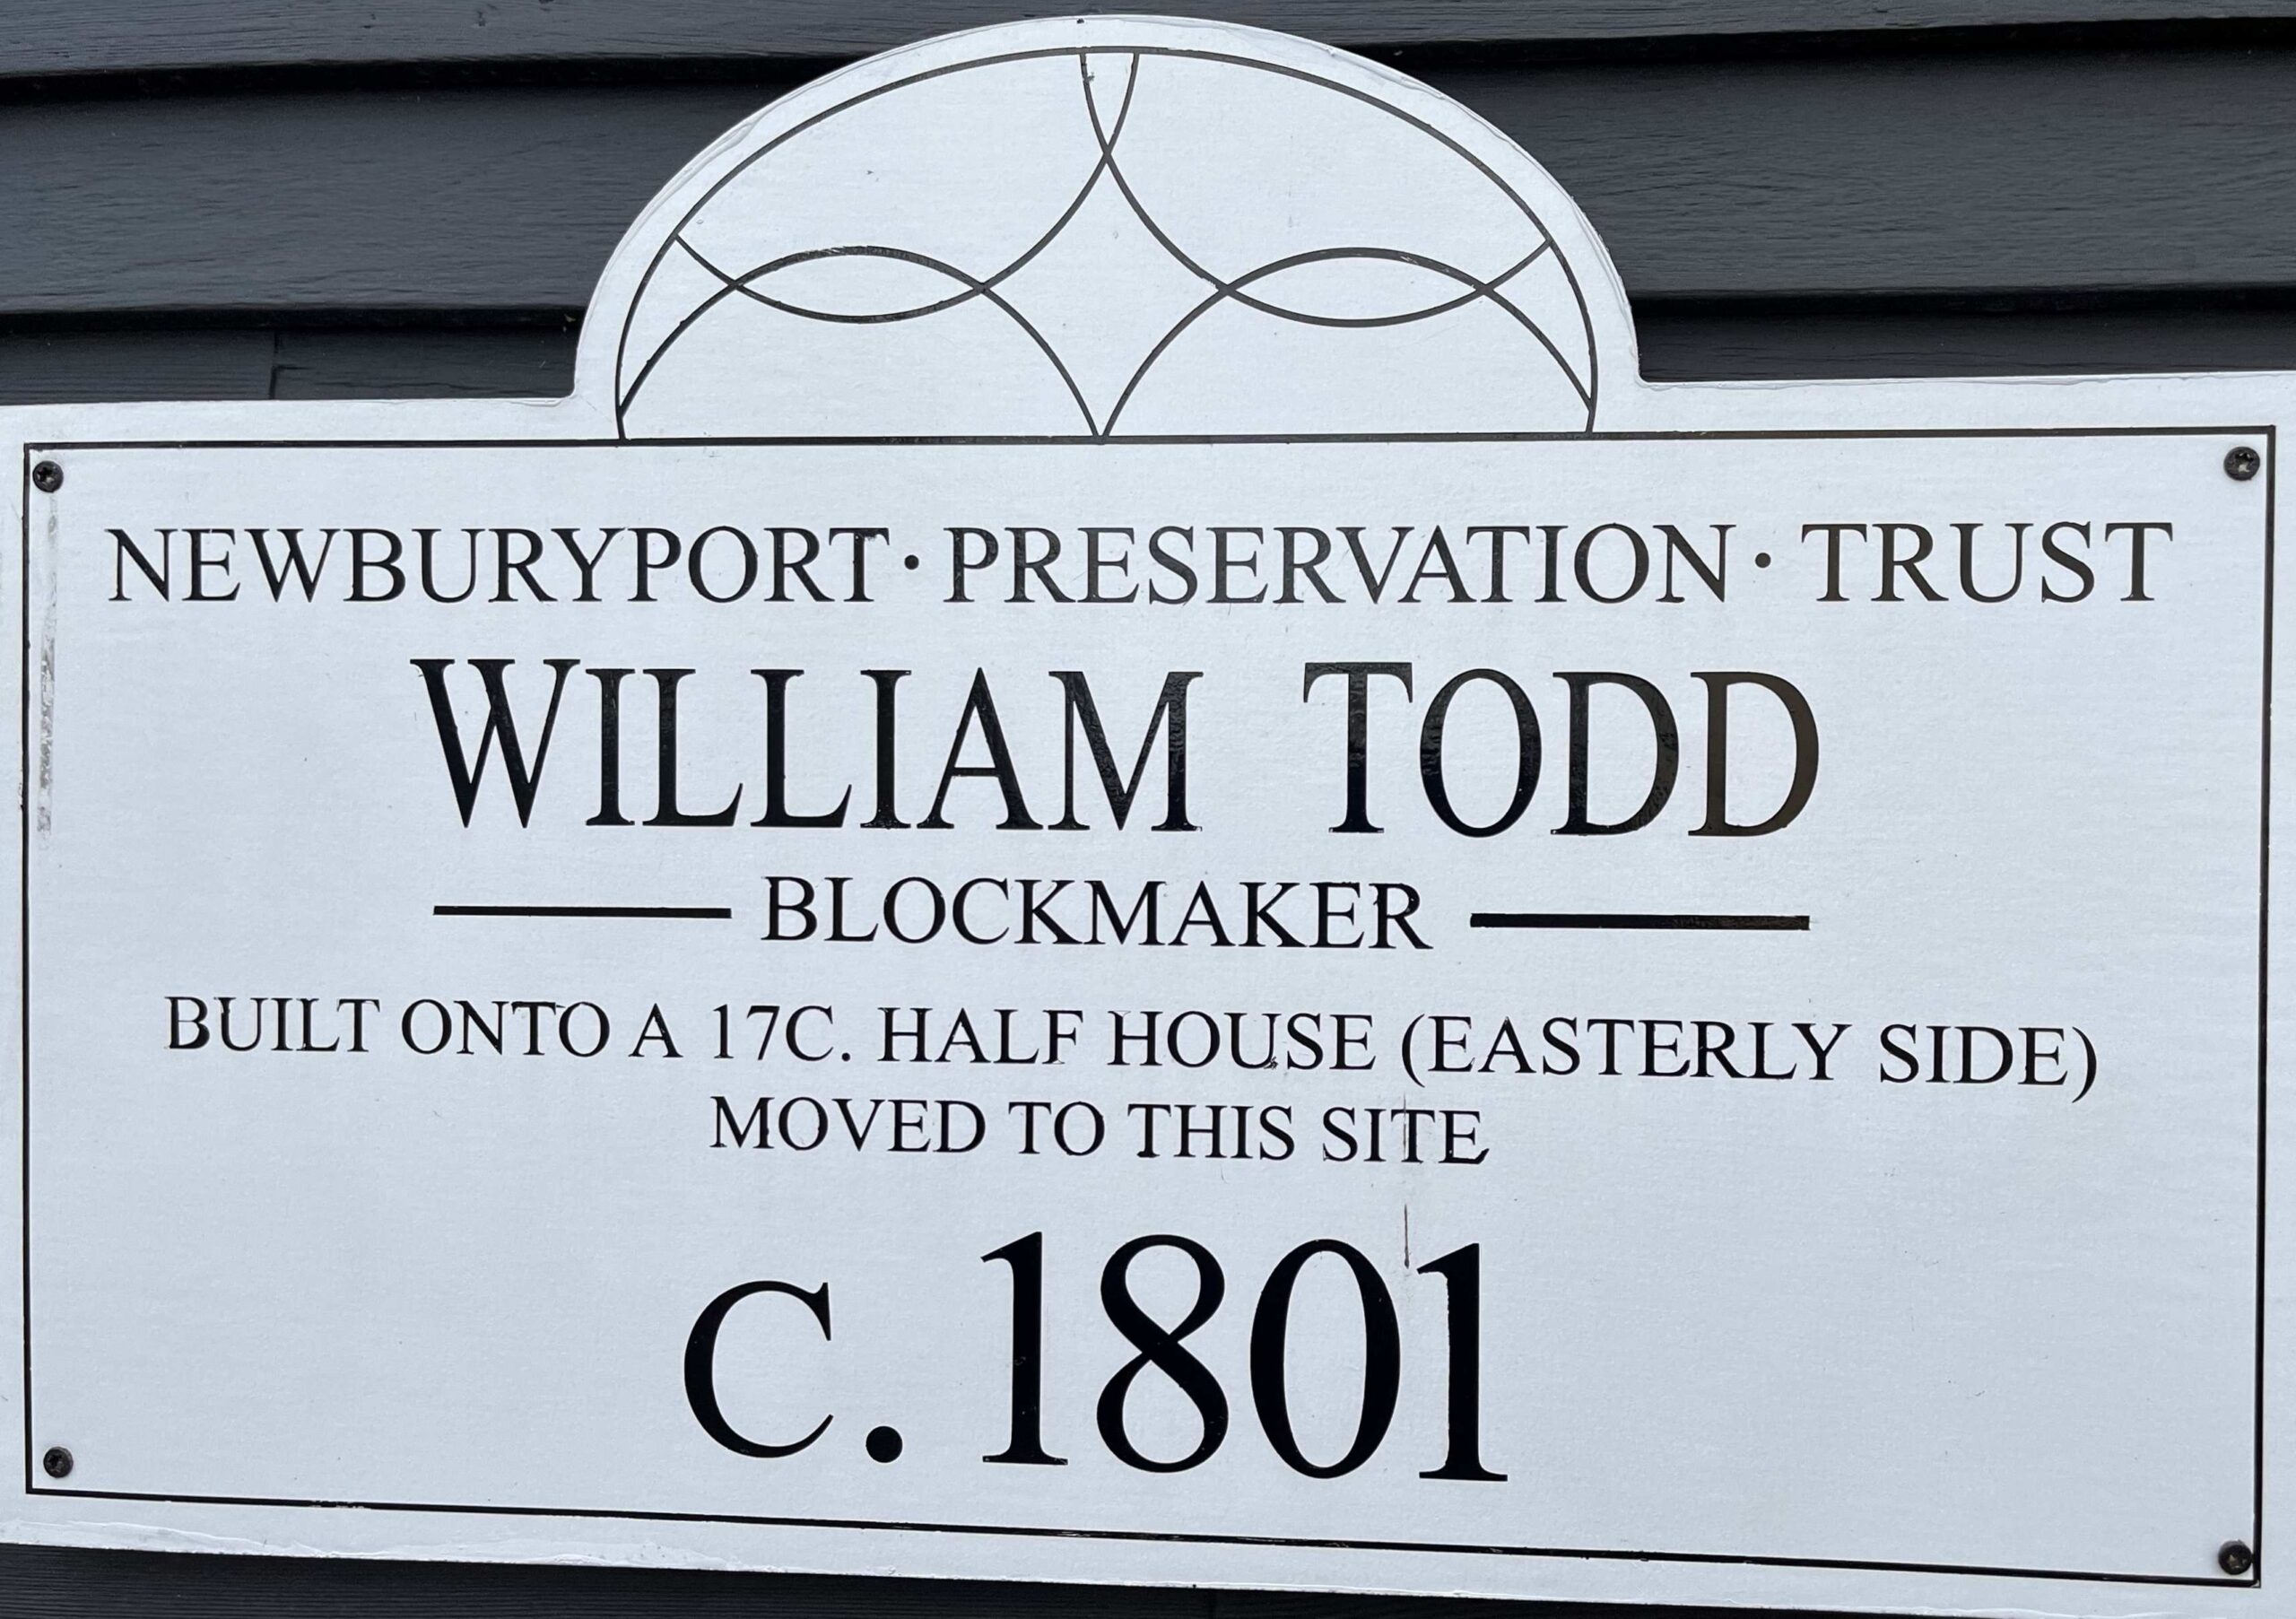 NEWBURYPORT · PRESERVATION · TRUST
WILLIAM TODD
BLOCKMAKER
BUILT ONTO A 17C. HALF HOUSE (EASTERLY SIDE)
MOVED TO THIS SITE
C. 1801